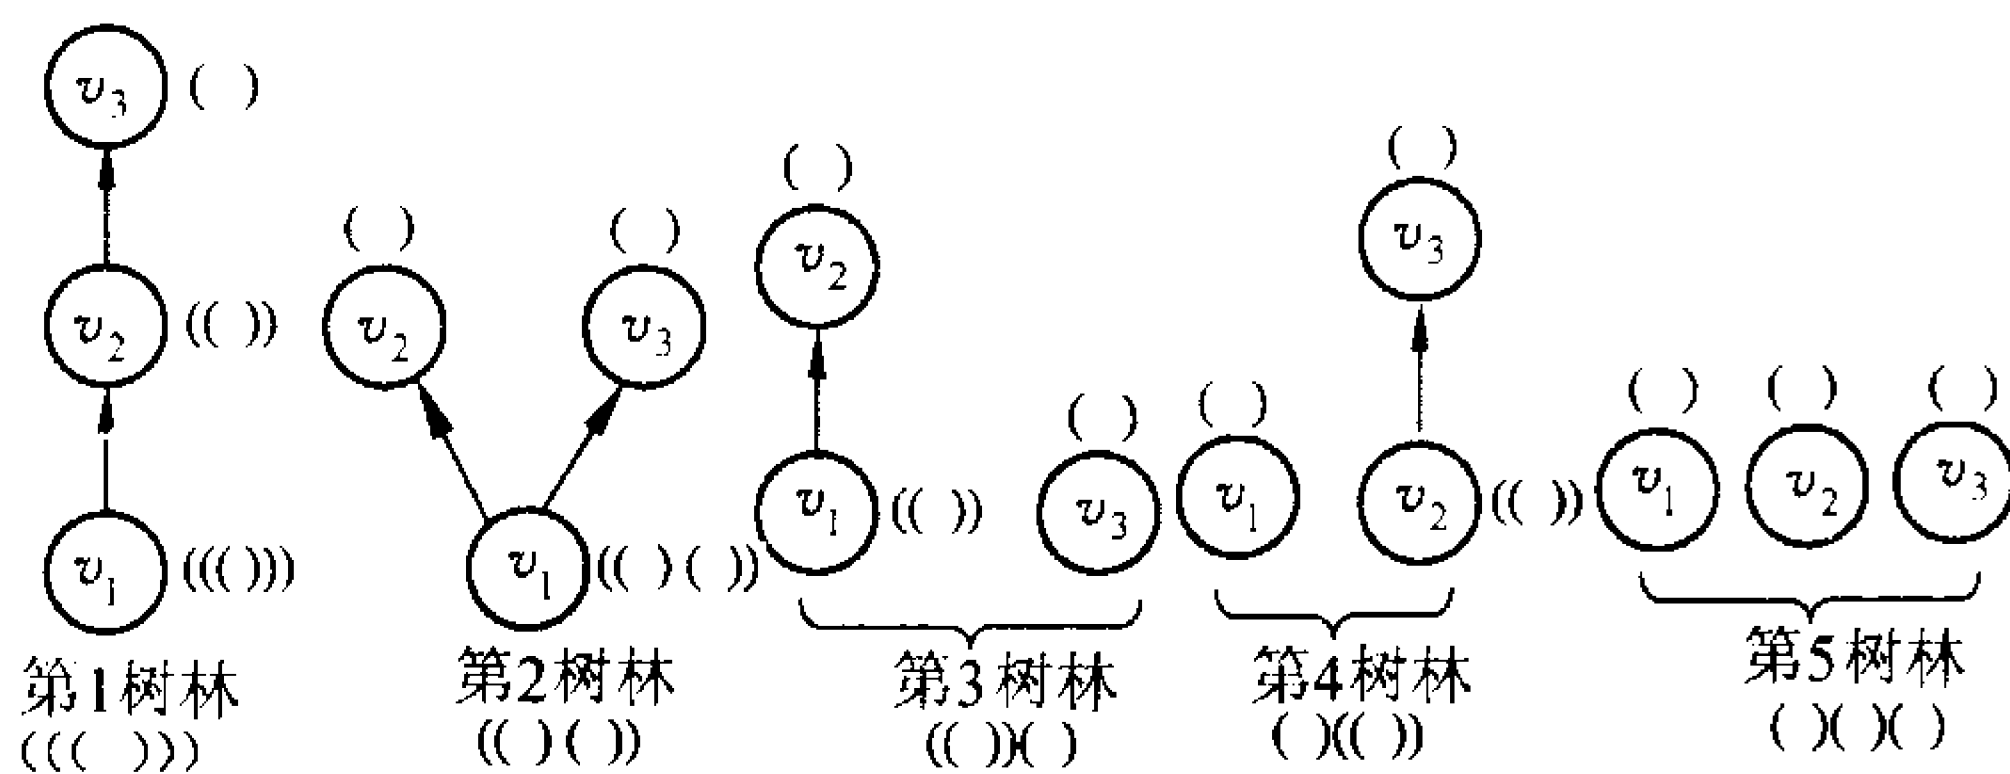 v3 ( )
v2 (( ))
v1 ((( )))
第1树林
((( )))
( ) ( )
v2 v3
v1 (( )( ))
第2树林
(( )( ))
( )
v2
v1 (( ))
( )
v3
第3树林
(( ))( )
( )
v3
( )
v1
v2 (( ))
第4树林
( )(( ))
( ) ( ) ( )
v1 v2 v3
第5树林
( )( )( )